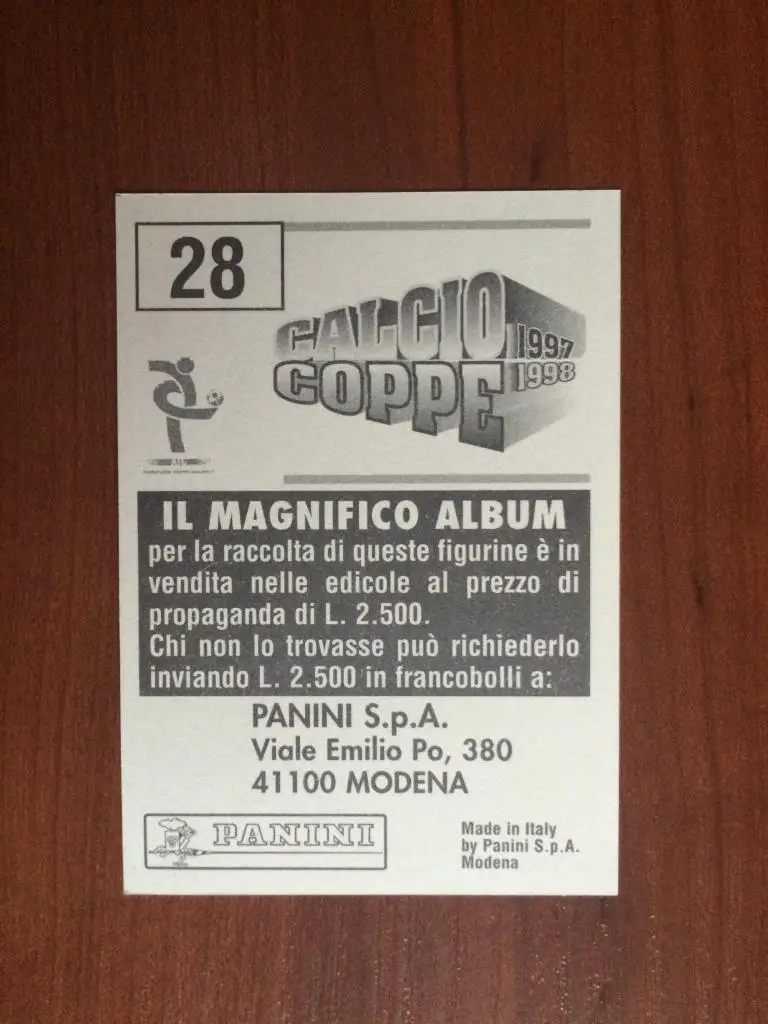 28
CALCIO
1997
COPPE
1998
IL MAGNIFICO ALBUM
per la raccolta di queste figurine è in
vendita nelle edicole al prezzo di
propaganda di L. 2.500.
Chi non lo trovasse può richiederlo
inviando L. 2.500 in francobolli a:
PANINI S.p.A.
Viale Emilio Po, 380
41100 MODENA
PANINI
Made in Italy
by Panini S.p.A.
Modena